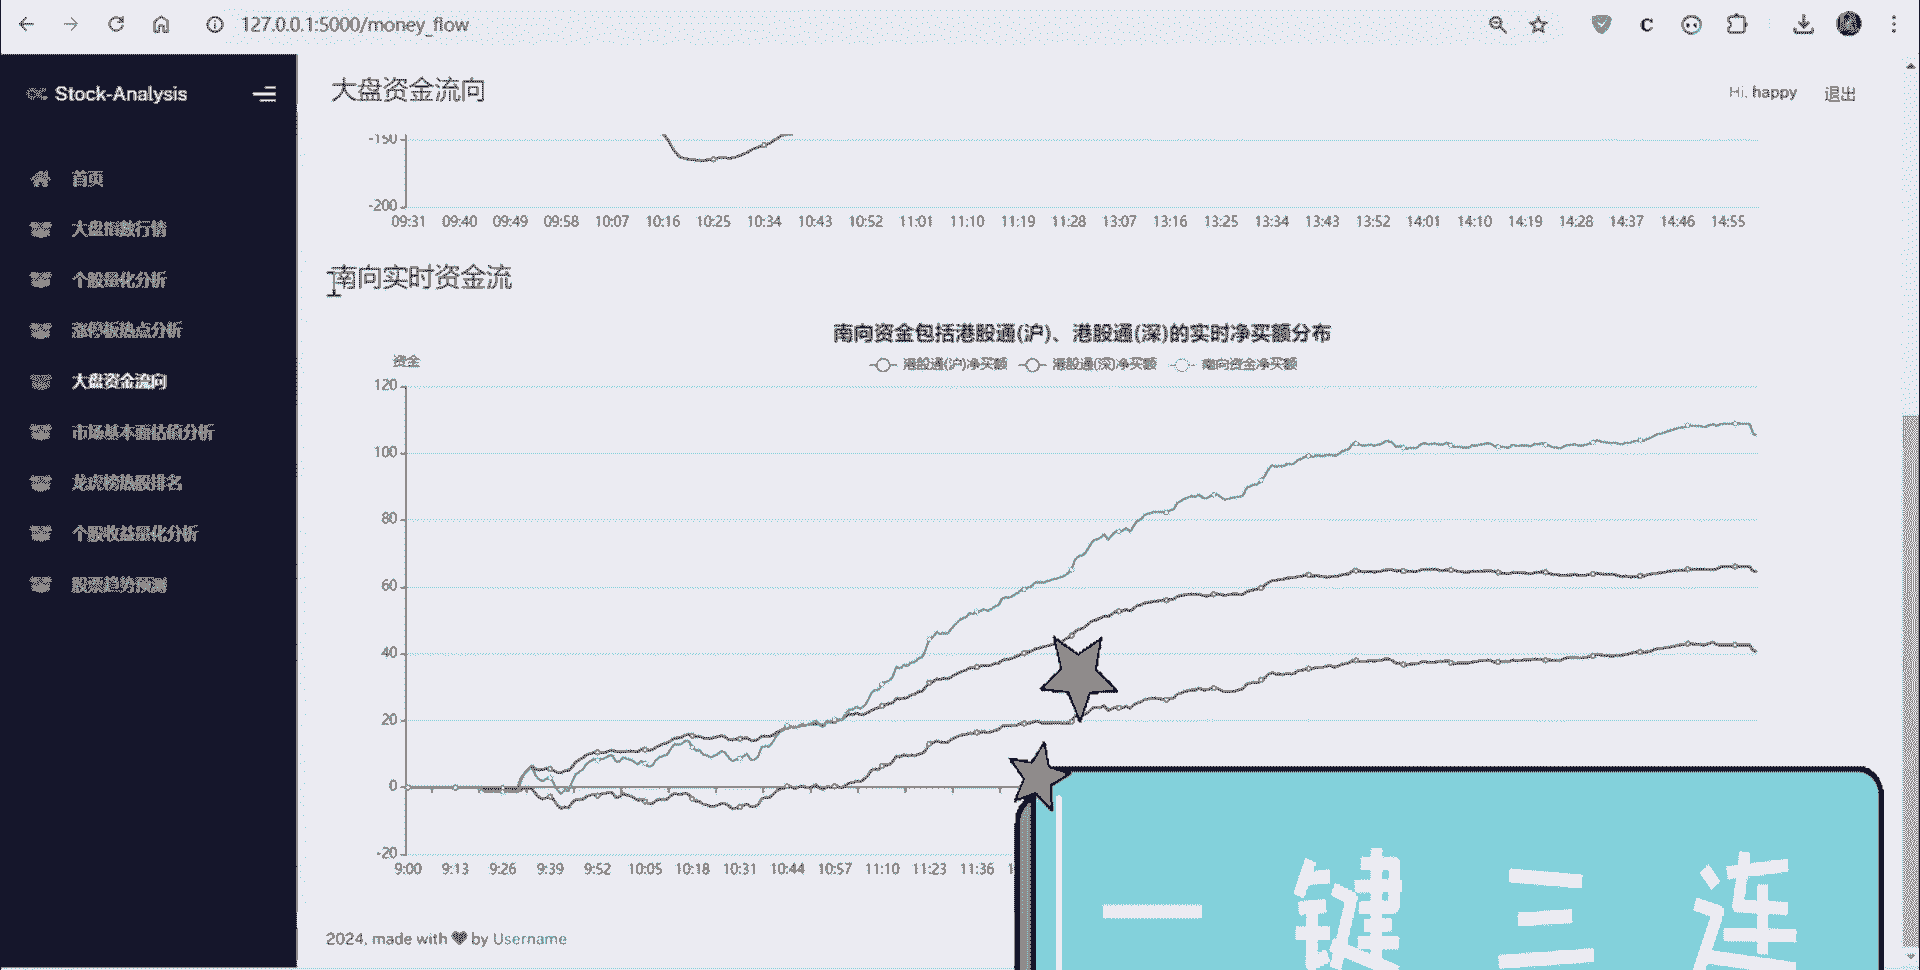 127.0.0.1:5000/money_flow
Stock-Analysis
首页
大盘指数行情
个股量化分析
涨停板热点分析
大盘资金流向
市场基本面估值分析
龙虎榜热股排名
个股收益量化分析
股票趋势预测
大盘资金流向
Hi, happy 退出
-150
-200
09:31 09:40 09:49 09:58 10:07 10:16 10:25 10:34 10:43 10:52 11:01 11:10 11:19 11:28 13:07 13:16 13:25 13:34 13:43 13:52 14:01 14:10 14:19 14:28 14:37 14:46 14:55
南向实时资金流
南向资金包括港股通(沪)、港股通(深)的实时净买额分布
资金
港股通(沪)净买额 港股通(深)净买额 南向资金净买额
120
100
80
60
40
20
0
-20
9:00 9:13 9:26 9:39 9:52 10:05 10:18 10:31 10:44 10:57 11:10 11:23 11:36
2024, made with by Username
一键三连